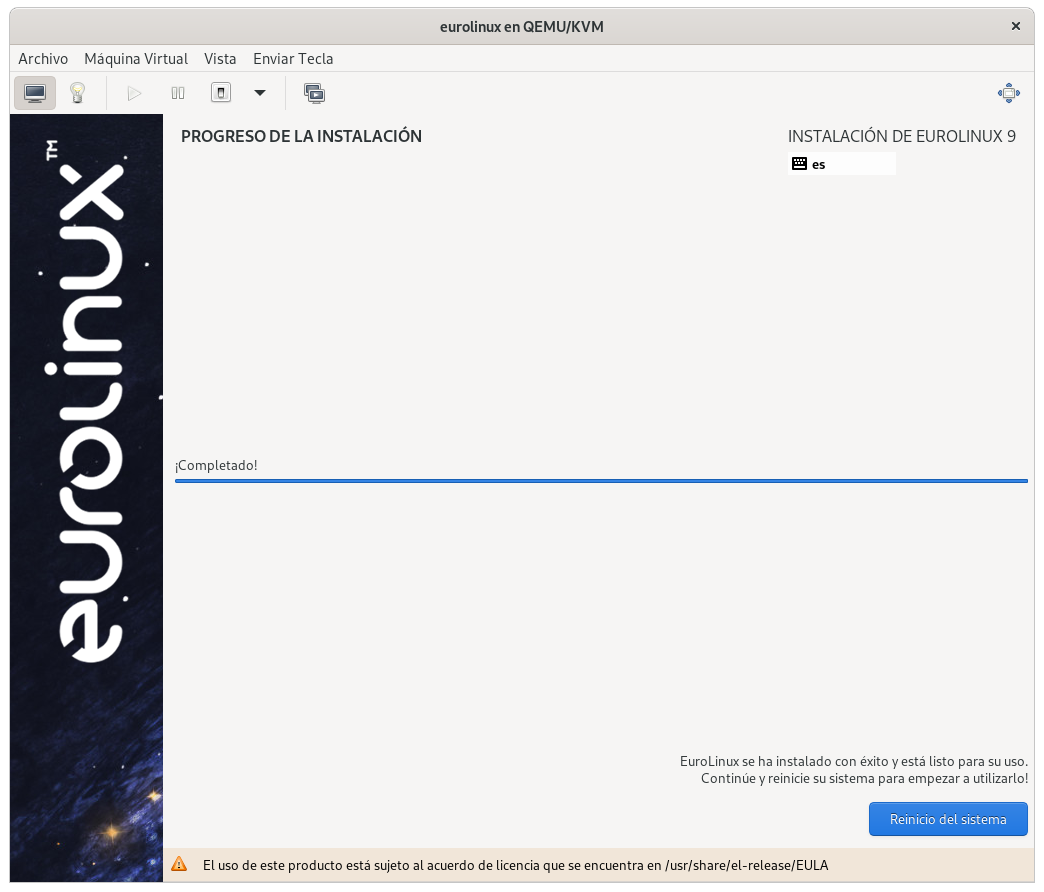 eurolinux en QEMU/KVM
Archivo Máquina Virtual Vista Enviar Tecla
eurolinux™
PROGRESO DE LA INSTALACIÓN
INSTALACIÓN DE EUROLINUX 9
es
¡Completado!
EuroLinux se ha instalado con éxito y está listo para su uso.
Continúe y reinicie su sistema para empezar a utilizarlo!
Reinicio del sistema
El uso de este producto está sujeto al acuerdo de licencia que se encuentra en /usr/share/el-release/EULA